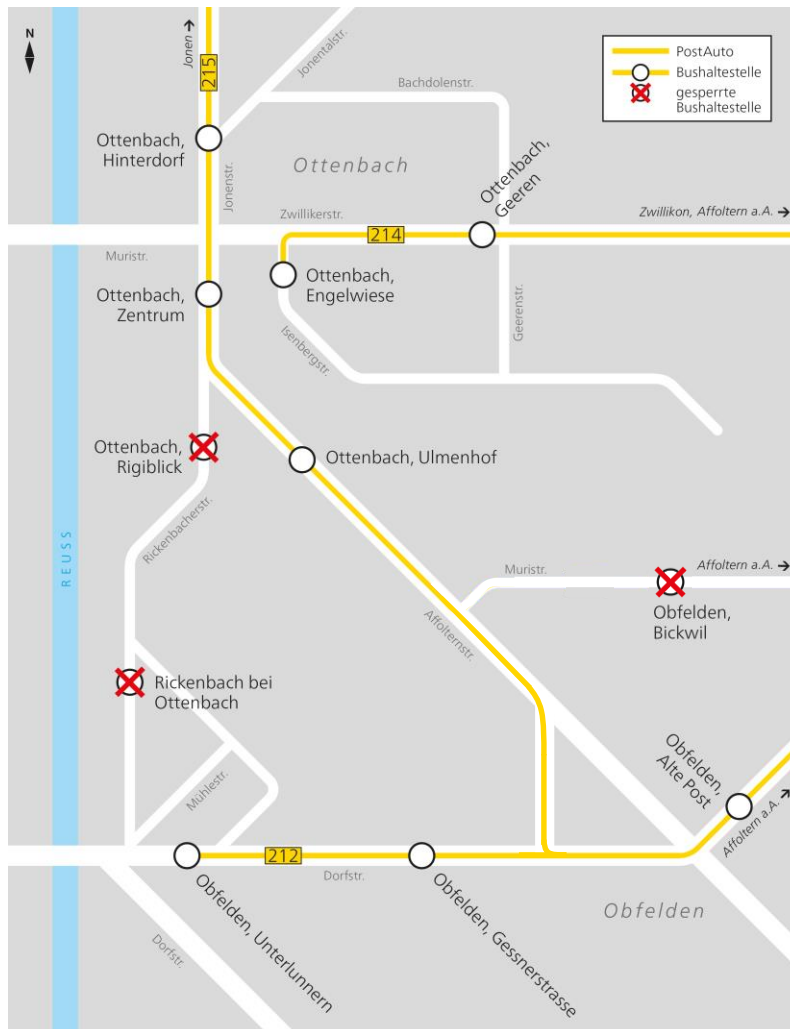 N
Jonen →
215
Jonentalstr.
PostAuto
Bushaltestelle
gesperrte
Bushaltestelle
Bachdolenstr.
Ottenbach,
Hinterdorf
Ottenbach
Ottenbach,
Geeren
Jonenstr.
Zwillikerstr.
214
Zwillikon, Affoltern a.A. →
Muristr.
Ottenbach,
Engelwiese
Ottenbach,
Zentrum
Isenbergstr.
Geerenstr.
Ottenbach,
Rigiblick
Ottenbach, Ulmenhof
Rickenbacherstr.
REUSS
Muristr.
Affoltern a.A. →
Obfelden,
Bickwil
Affolternstr.
Rickenbach bei
Ottenbach
Obfelden,
Alte Post
Mühlestr.
Affoltern a.A. →
212
Dorfstr.
Obfelden, Unterlunnern
Obfelden, Gessnerstrasse
Obfelden
Dorfstr.